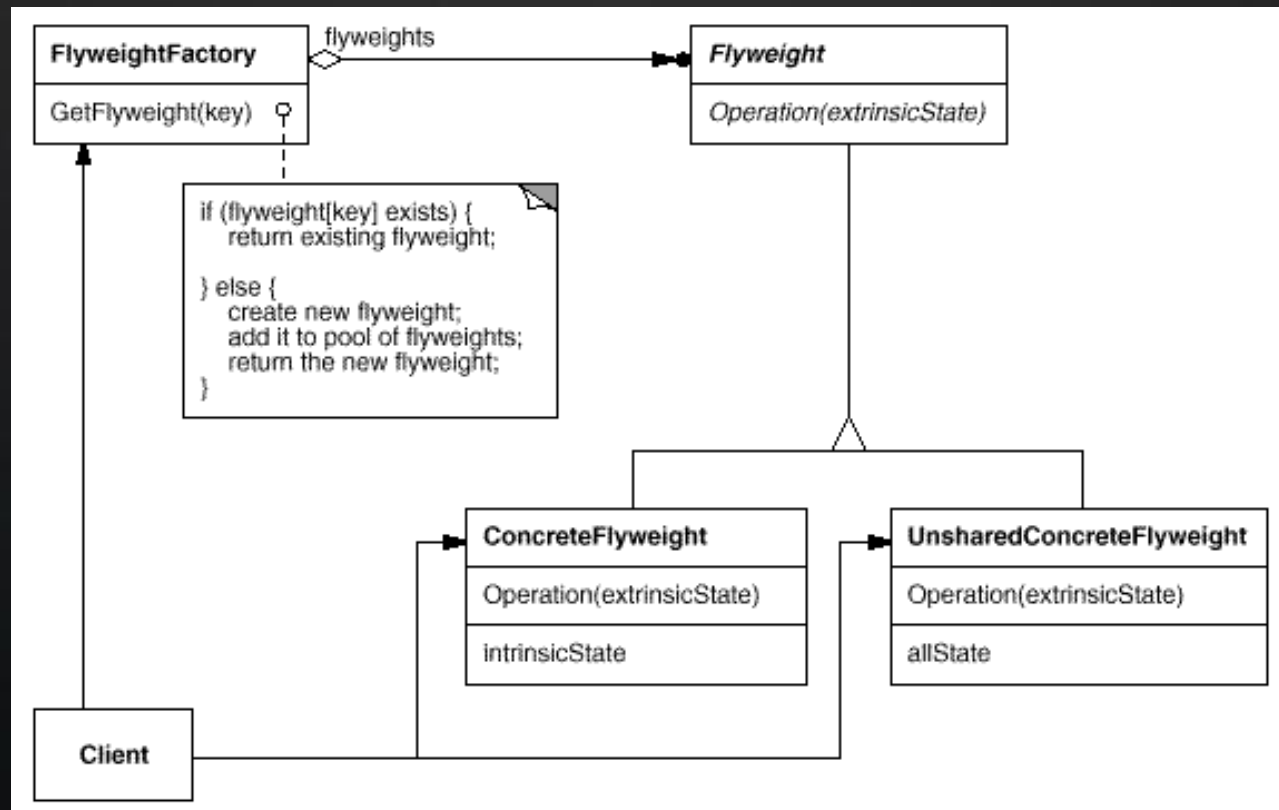 FlyweightFactory
GetFlyweight(key)
flyweights
Flyweight
Operation(extrinsicState)
if (flyweight[key] exists) {
return existing flyweight;
} else {
create new flyweight;
add it to pool of flyweights;
return the new flyweight;
}
ConcreteFlyweight
Operation(extrinsicState)
intrinsicState
UnsharedConcreteFlyweight
Operation(extrinsicState)
allState
Client